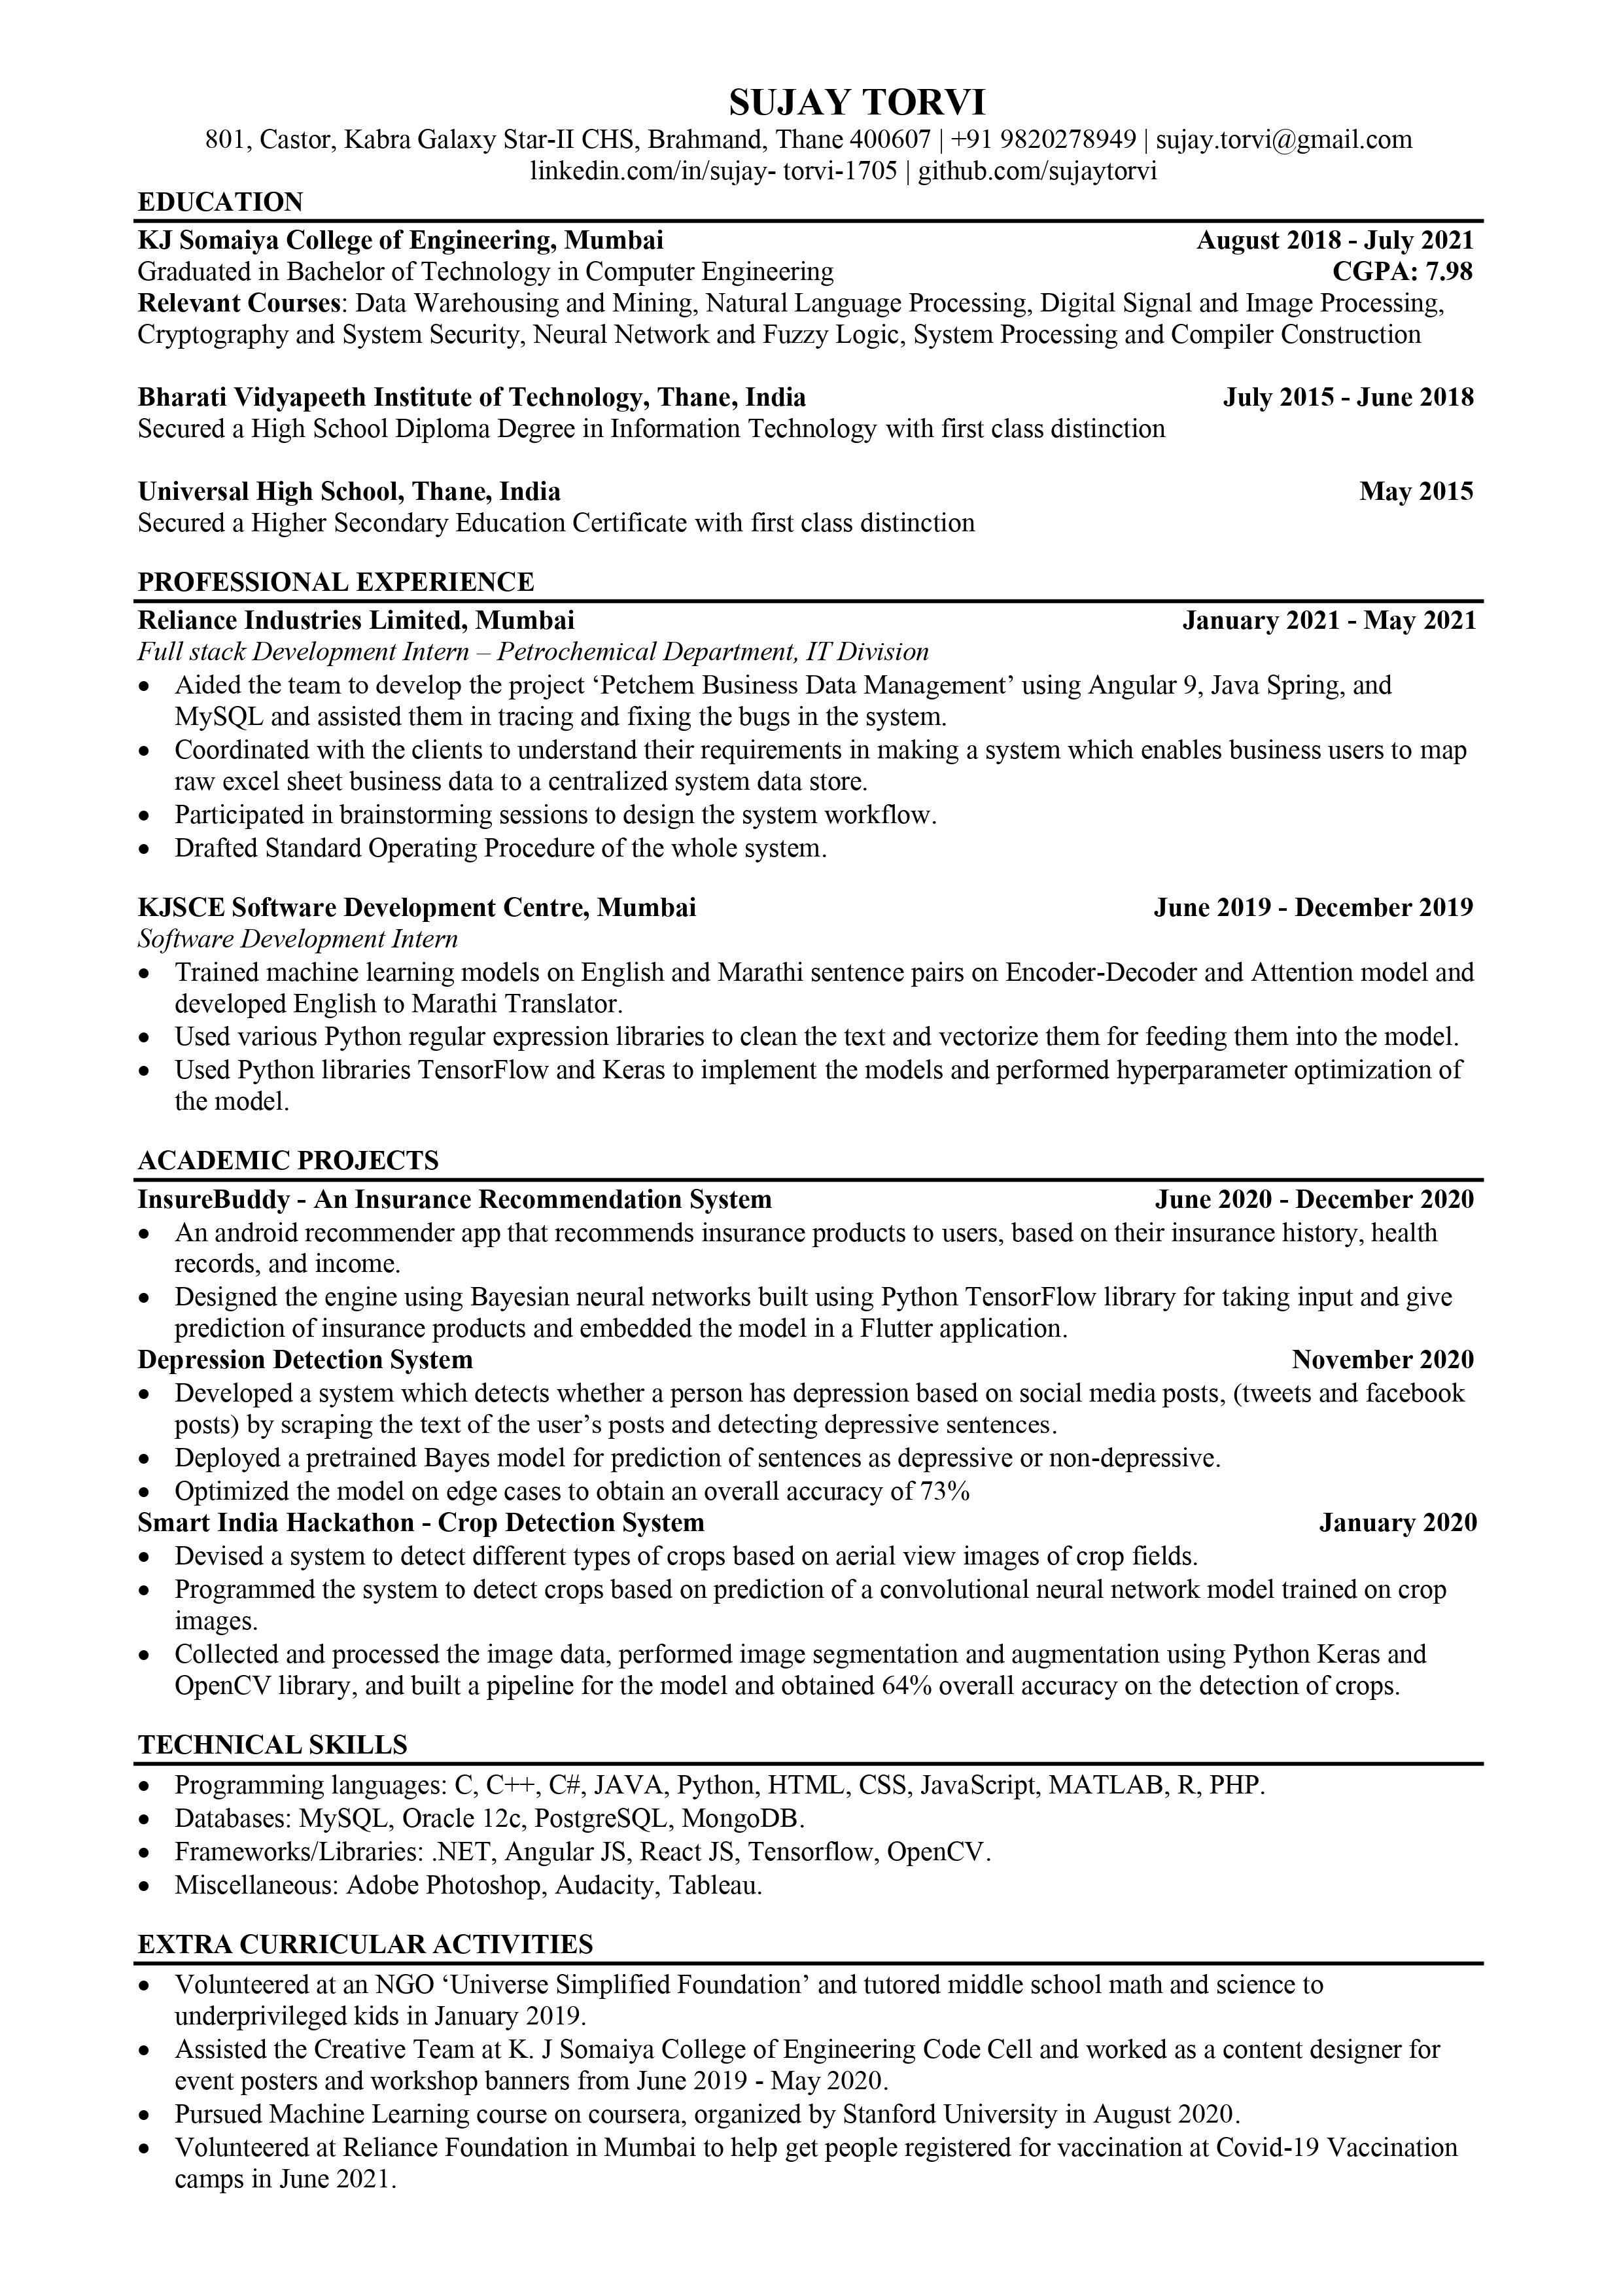 SUJAY TORVI
801, Castor, Kabra Galaxy Star-II CHS, Brahmand, Thane 400607 | +91 9820278949 | sujay.torvi@gmail.com
linkedin.com/in/sujay- torvi-1705 | github.com/sujaytorvi
EDUCATION
KJ Somaiya College of Engineering, Mumbai August 2018 - July 2021
Graduated in Bachelor of Technology in Computer Engineering CGPA: 7.98
Relevant Courses: Data Warehousing and Mining, Natural Language Processing, Digital Signal and Image Processing,
Cryptography and System Security, Neural Network and Fuzzy Logic, System Processing and Compiler Construction
Bharati Vidyapeeth Institute of Technology, Thane, India July 2015 - June 2018
Secured a High School Diploma Degree in Information Technology with first class distinction
Universal High School, Thane, India May 2015
Secured a Higher Secondary Education Certificate with first class distinction
PROFESSIONAL EXPERIENCE
Reliance Industries Limited, Mumbai January 2021 - May 2021
Full stack Development Intern – Petrochemical Department, IT Division
• Aided the team to develop the project ‘Petchem Business Data Management’ using Angular 9, Java Spring, and
MySQL and assisted them in tracing and fixing the bugs in the system.
• Coordinated with the clients to understand their requirements in making a system which enables business users to map
raw excel sheet business data to a centralized system data store.
• Participated in brainstorming sessions to design the system workflow.
• Drafted Standard Operating Procedure of the whole system.
KJSCE Software Development Centre, Mumbai June 2019 - December 2019
Software Development Intern
• Trained machine learning models on English and Marathi sentence pairs on Encoder-Decoder and Attention model and
developed English to Marathi Translator.
• Used various Python regular expression libraries to clean the text and vectorize them for feeding them into the model.
• Used Python libraries TensorFlow and Keras to implement the models and performed hyperparameter optimization of
the model.
ACADEMIC PROJECTS
InsureBuddy - An Insurance Recommendation System June 2020 - December 2020
• An android recommender app that recommends insurance products to users, based on their insurance history, health
records, and income.
• Designed the engine using Bayesian neural networks built using Python TensorFlow library for taking input and give
prediction of insurance products and embedded the model in a Flutter application.
Depression Detection System November 2020
• Developed a system which detects whether a person has depression based on social media posts, (tweets and facebook
posts) by scraping the text of the user’s posts and detecting depressive sentences.
• Deployed a pretrained Bayes model for prediction of sentences as depressive or non-depressive.
• Optimized the model on edge cases to obtain an overall accuracy of 73%
Smart India Hackathon - Crop Detection System January 2020
• Devised a system to detect different types of crops based on aerial view images of crop fields.
• Programmed the system to detect crops based on prediction of a convolutional neural network model trained on crop
images.
• Collected and processed the image data, performed image segmentation and augmentation using Python Keras and
OpenCV library, and built a pipeline for the model and obtained 64% overall accuracy on the detection of crops.
TECHNICAL SKILLS
• Programming languages: C, C++, C#, JAVA, Python, HTML, CSS, JavaScript, MATLAB, R, PHP.
• Databases: MySQL, Oracle 12c, PostgreSQL, MongoDB.
• Frameworks/Libraries: .NET, Angular JS, React JS, Tensorflow, OpenCV.
• Miscellaneous: Adobe Photoshop, Audacity, Tableau.
EXTRA CURRICULAR ACTIVITIES
• Volunteered at an NGO ‘Universe Simplified Foundation’ and tutored middle school math and science to
underprivileged kids in January 2019.
• Assisted the Creative Team at K. J Somaiya College of Engineering Code Cell and worked as a content designer for
event posters and workshop banners from June 2019 - May 2020.
• Pursued Machine Learning course on coursera, organized by Stanford University in August 2020.
• Volunteered at Reliance Foundation in Mumbai to help get people registered for vaccination at Covid-19 Vaccination
camps in June 2021.